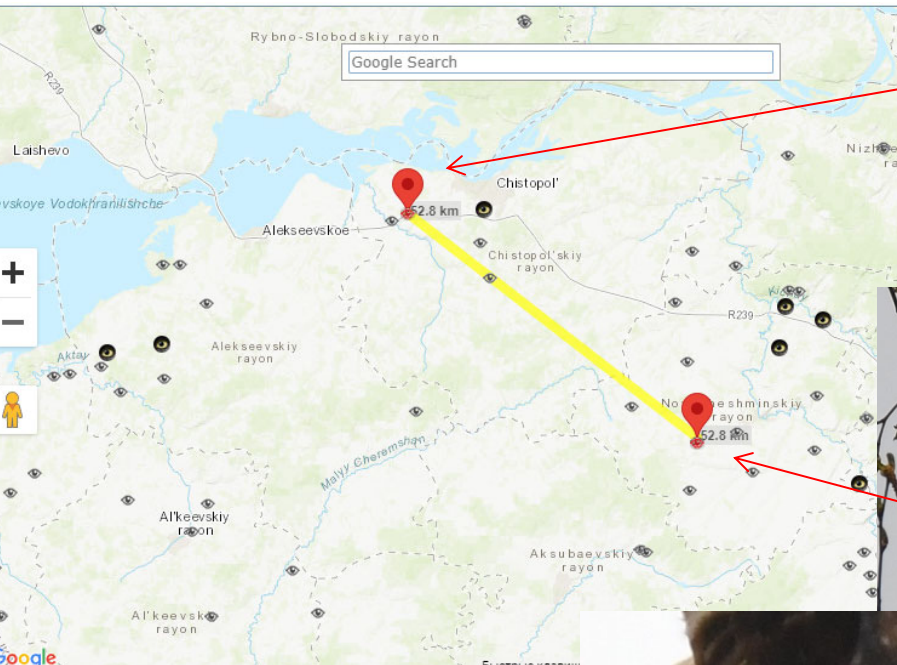 Rybno-Slobodskiy rayon
Google Search
R239
Laishevo
Chistopol'
vskoye Vodokhranilishche
52.8 km
Alekseevskoe
Chistopol'skiy
rayon
R239
Alekseevskiy
rayon
Aktay
rayon
52.8 km
Malyy Cheremshan
Al'keevskiy
rayon
Aksubaevskiy
rayon
Al'keevsk
rayon
Google